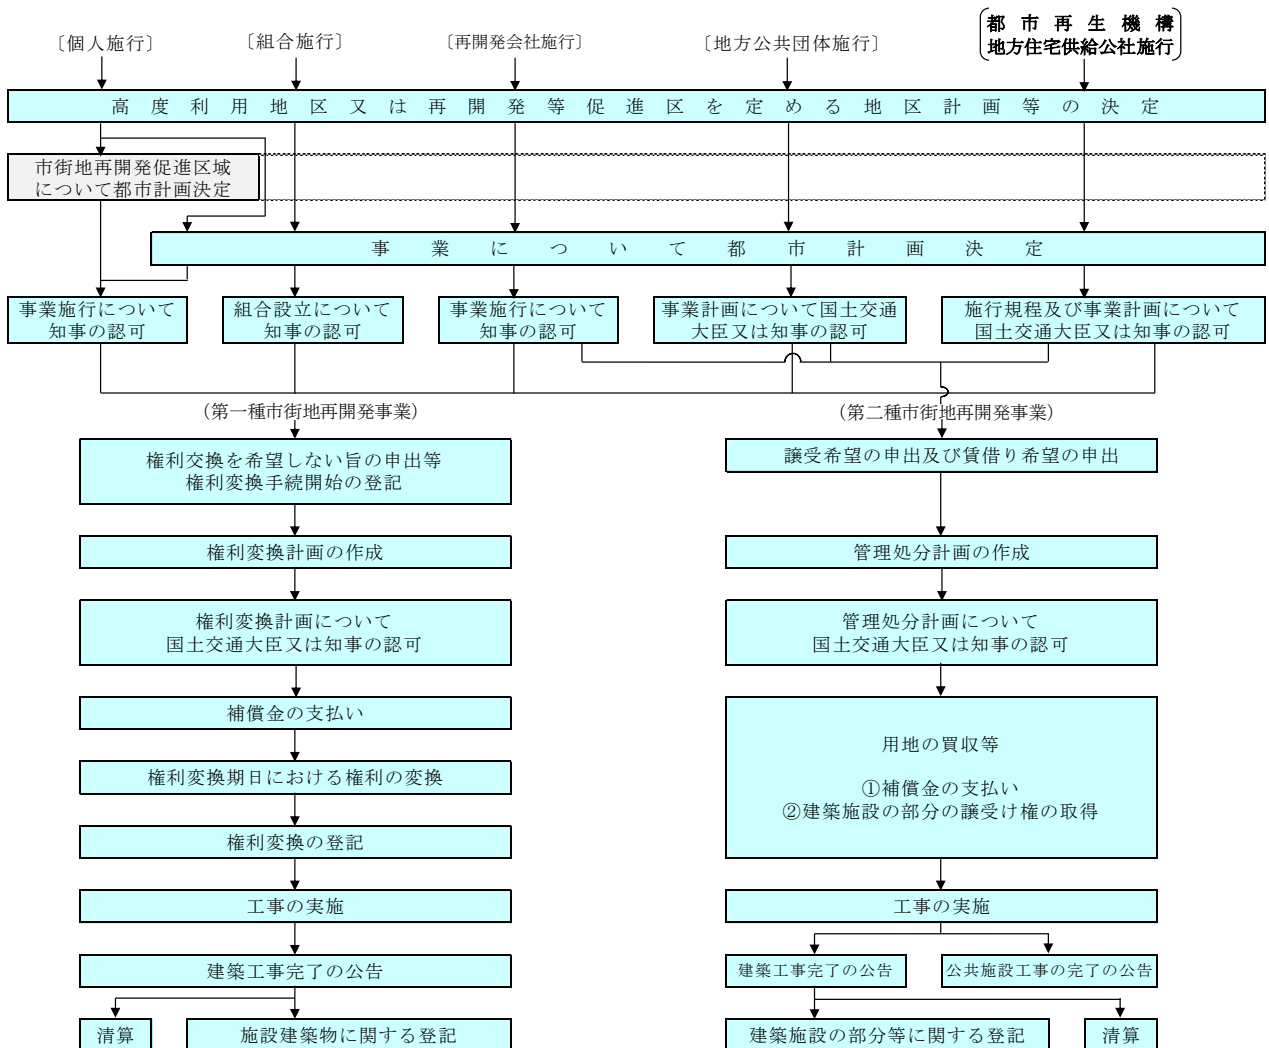 〔個人施行〕
〔組合施行〕
〔再開発会社施行〕
〔地方公共団体施行〕
都市再生機構
地方住宅供給公社施行
高度利用地区又は再開発等促進区を定める地区計画等の決定
市街地再開発促進区域
について都市計画決定
事業について都市計画決定
事業施行について
知事の認可
組合設立について
知事の認可
事業施行について
知事の認可
事業計画について国土交通
大臣又は知事の認可
施行規程及び事業計画について
国土交通大臣又は知事の認可
(第一種市街地再開発事業)
(第二種市街地再開発事業)
権利交換を希望しない旨の申出等
権利変換手続開始の登記
譲受希望の申出及び賃借り希望の申出
権利変換計画の作成
管理処分計画の作成
権利変換計画について
国土交通大臣又は知事の認可
管理処分計画について
国土交通大臣又は知事の認可
補償金の支払い
権利変換期日における権利の変換
権利変換の登記
用地の買収等
①補償金の支払い
②建築施設の部分の譲受け権の取得
工事の実施
工事の実施
建築工事完了の公告
建築工事完了の公告
公共施設工事の完了の公告
清算
施設建築物に関する登記
建築施設の部分等に関する登記
清算